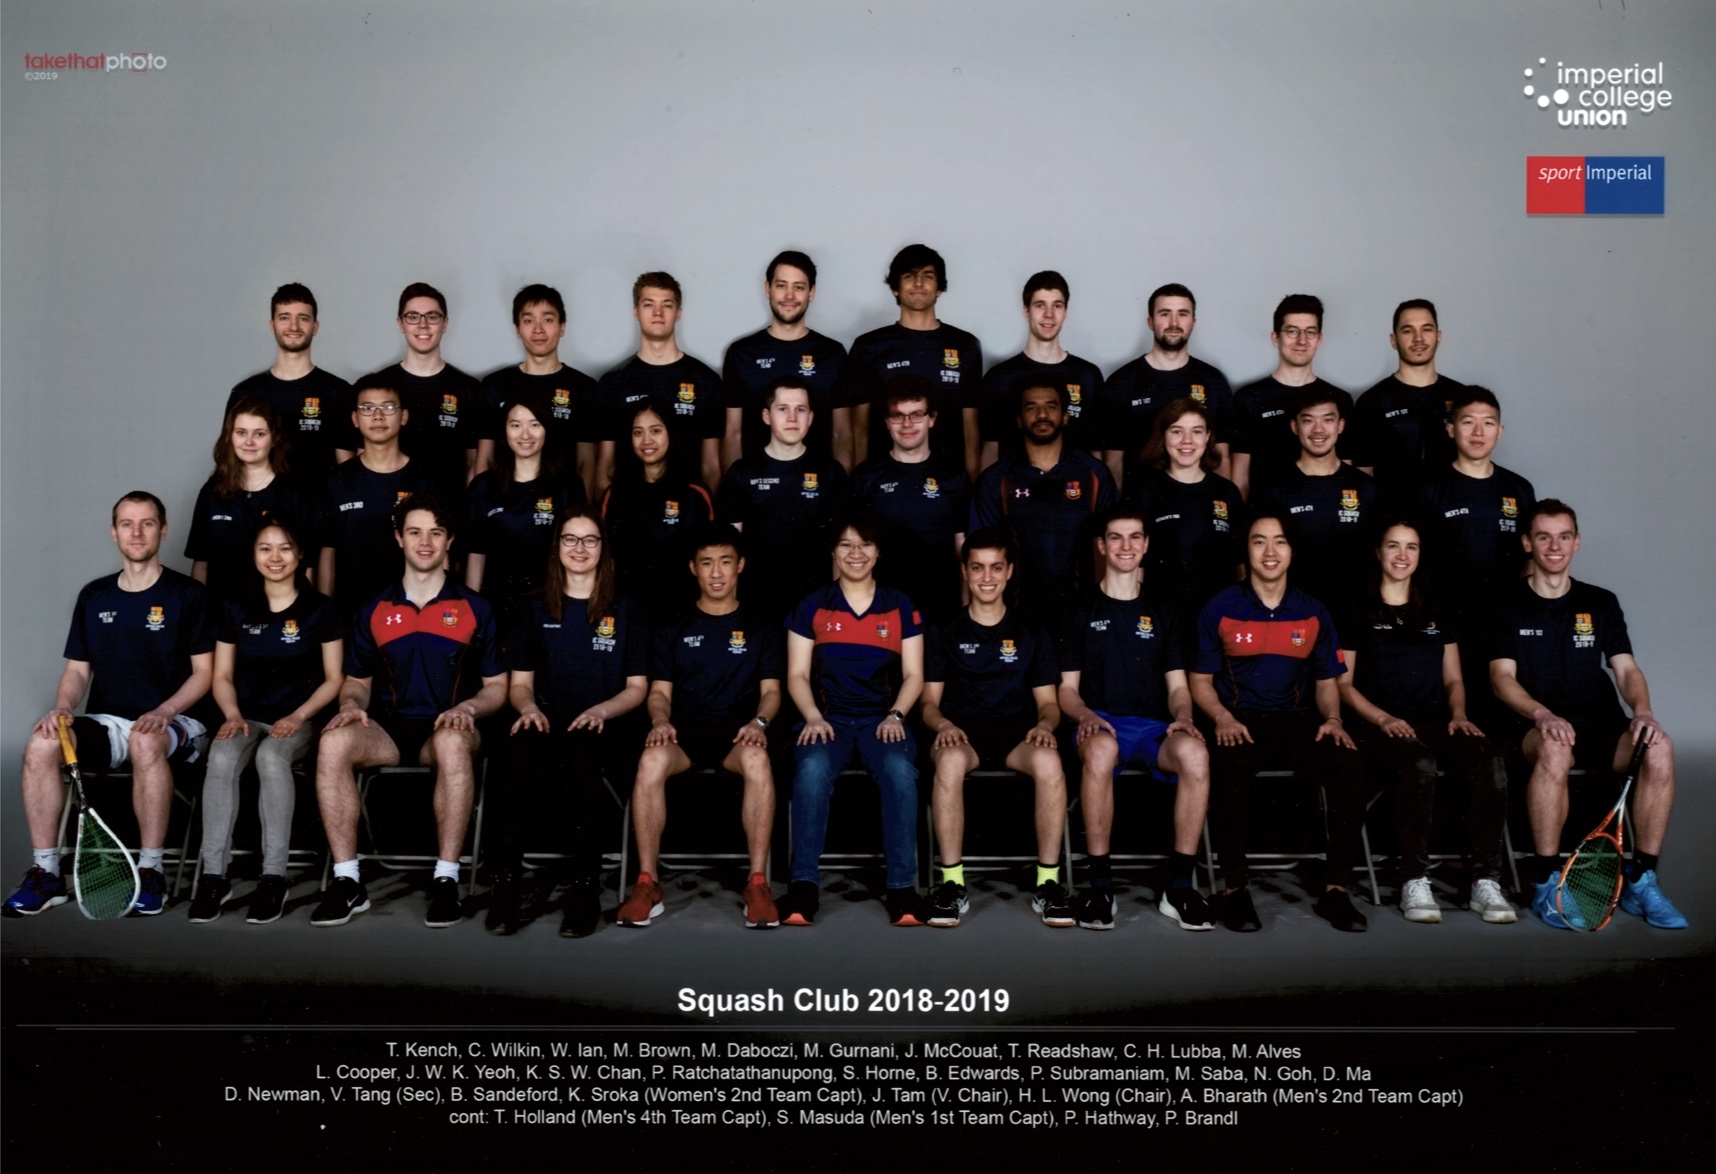 takethatphoto
©2019
imperial
college
union
sport Imperial
Squash Club 2018-2019
T. Kench, C. Wilkin, W. Ian, M. Brown, M. Daboczi, M. Gurnani, J. McCouat, T. Readshaw, C. H. Lubba, M. Alves
L. Cooper, J. W. K. Yeoh, K. S. W. Chan, P. Ratchatathanupong, S. Horne, B. Edwards, P. Subramaniam, M. Saba, N. Goh, D. Ma
D. Newman, V. Tang (Sec), B. Sandeford, K. Sroka (Women's 2nd Team Capt), J. Tam (V. Chair), H. L. Wong (Chair), A. Bharath (Men's 2nd Team Capt)
cont: T. Holland (Men's 4th Team Capt), S. Masuda (Men's 1st Team Capt), P. Hathway, P. Brandl